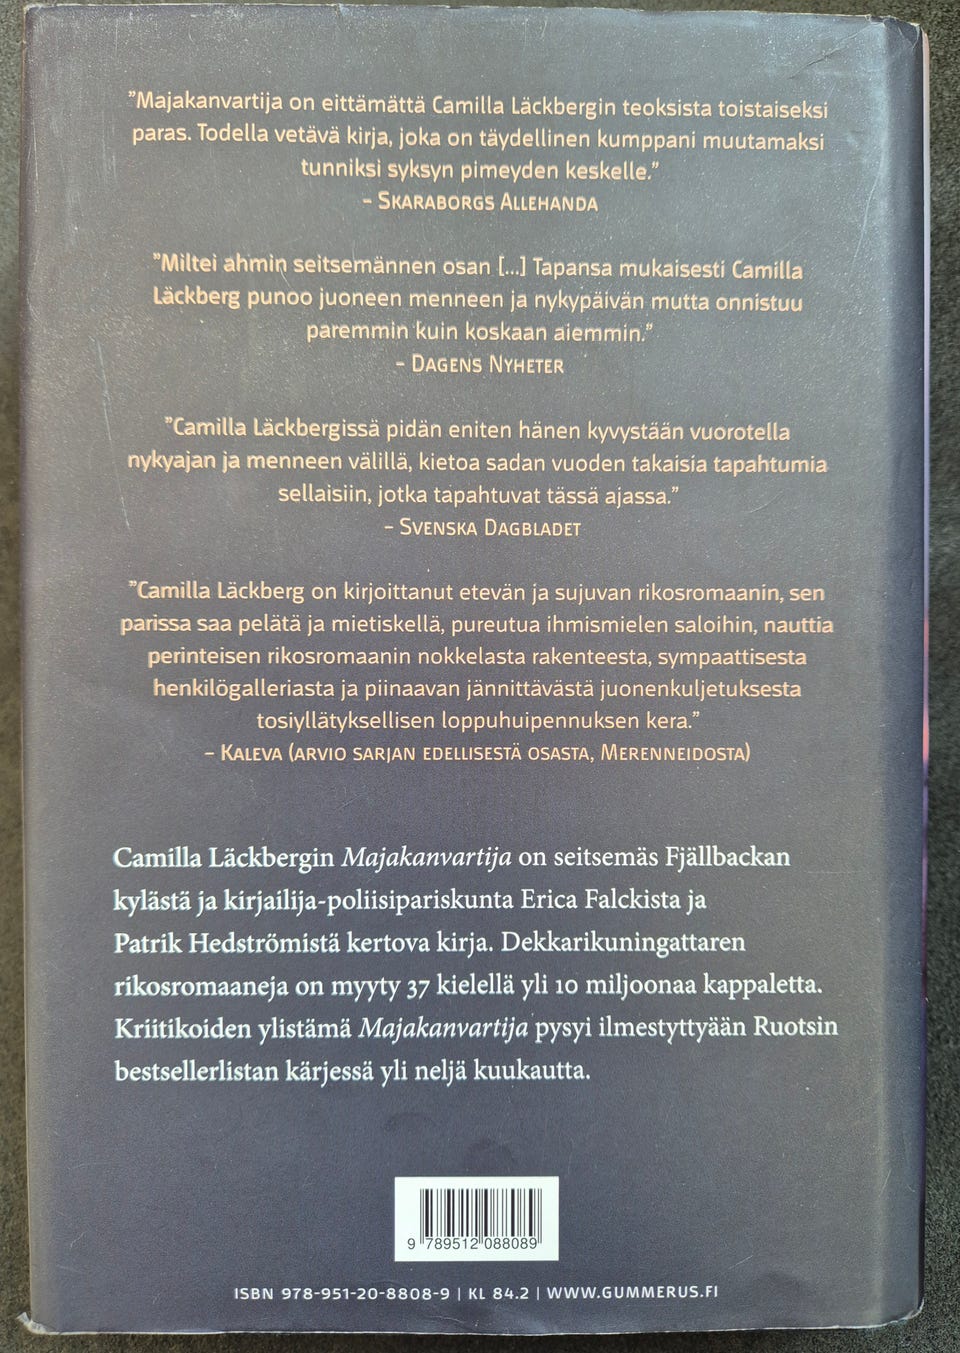 ”Majakanvartija on eittämättä Camilla Läckbergin teoksista toistaiseksi
paras. Todella vetävä kirja, joka on täydellinen kumppani muutamaksi
tunniksi syksyn pimeyden keskelle.”
– Skaraborgs Allehanda
”Miltei ahmin seitsemännen osan [...] Tapansa mukaisesti Camilla
Läckberg punoo juoneen menneen ja nykypäivän mutta onnistuu
paremmin kuin koskaan aiemmin.”
– Dagens Nyheter
”Camilla Läckbergissä pidän eniten hänen kyvystään vuorotella
nykyajan ja menneen välillä, kietoa sadan vuoden takaisia tapahtumia
sellaisiin, jotka tapahtuvat tässä ajassa.”
– Svenska Dagbladet
”Camilla Läckberg on kirjoittanut etevän ja sujuvan rikosromaanin, sen
parissa saa pelätä ja mietiskellä, pureutua ihmismielen saloihin, nauttia
perinteisen rikosromaanin nokkelasta rakenteesta, sympaattisesta
henkilögalleriasta ja piinaavan jännittävästä juonenkuljetuksesta
tosiyllätyksellisen loppuhuipennuksen kera.”
– Kaleva (arvio sarjan edellisestä osasta, Merenneidosta)
Camilla Läckbergin Majakanvartija on seitsemäs Fjällbackan
kylästä ja kirjailija-poliisipariskunta Erica Falckista ja
Patrik Hedströmistä kertova kirja. Dekkarikuningattaren
rikosromaaneja on myyty 37 kielellä yli 10 miljoonaa kappaletta.
Kriitikoiden ylistämä Majakanvartija pysyi ilmestyttyään Ruotsin
bestsellerlistan kärjessä yli neljä kuukautta.
9 789512 088089
ISBN 978-951-20-8808-9 | KL 84.2 | WWW.GUMMERUS.FI